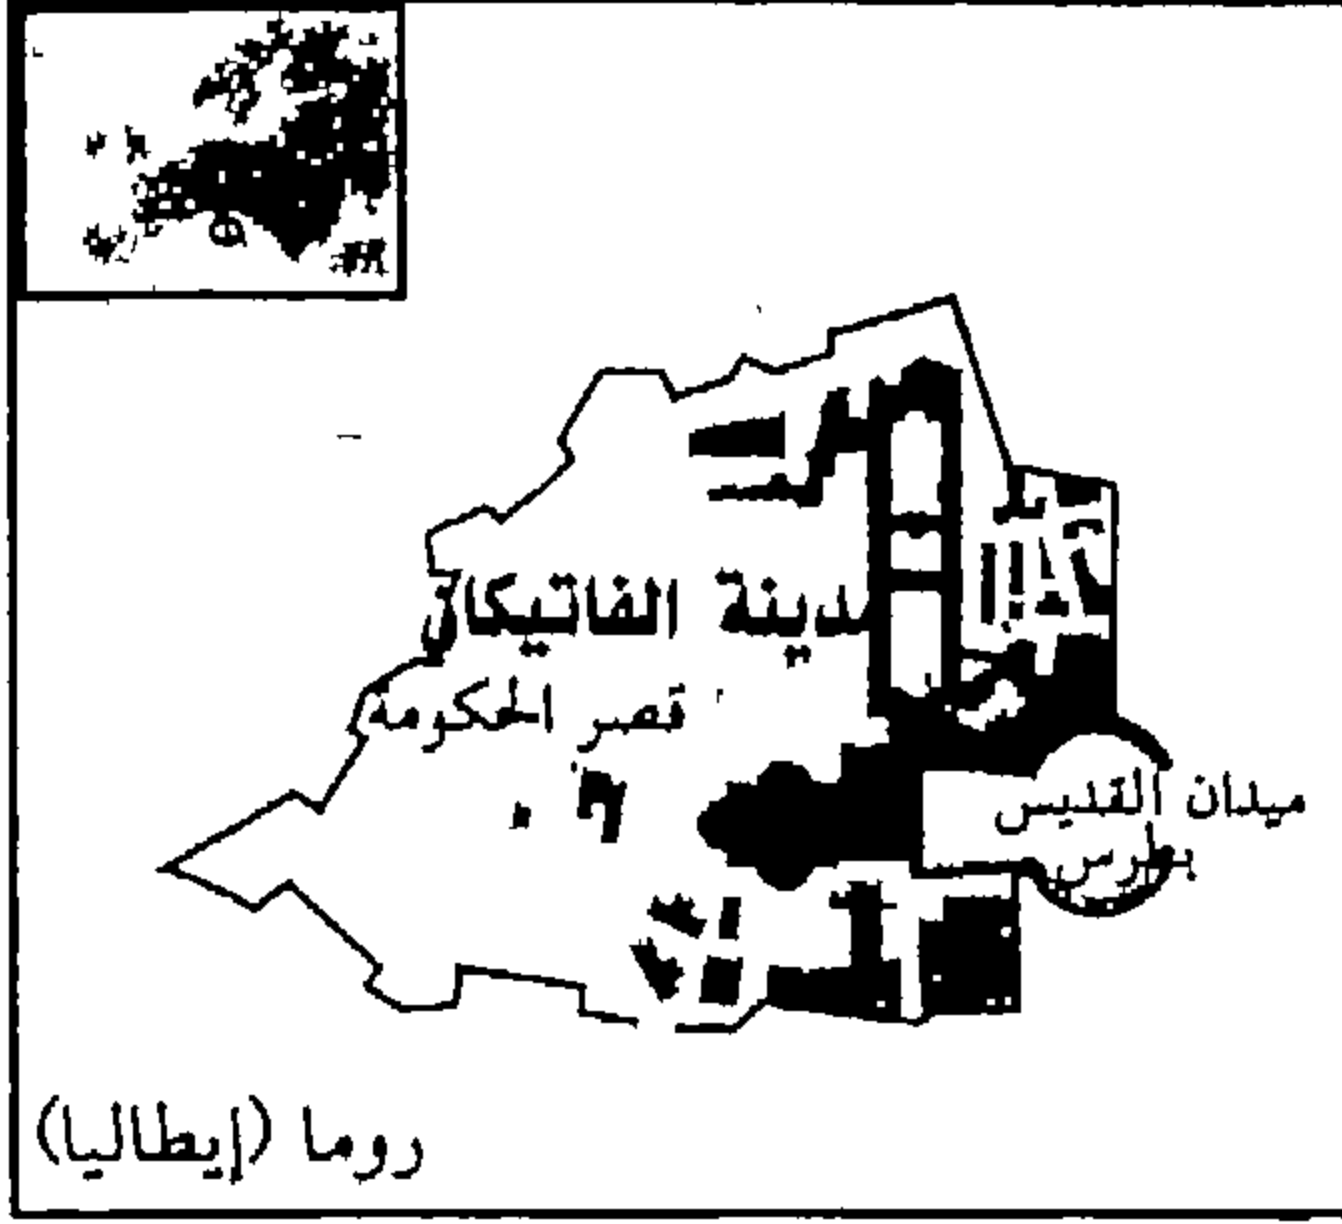 مدينة الفاتيكان
قصر الحكومة
ميدان القديس
بطرس
روما (إيطاليا)